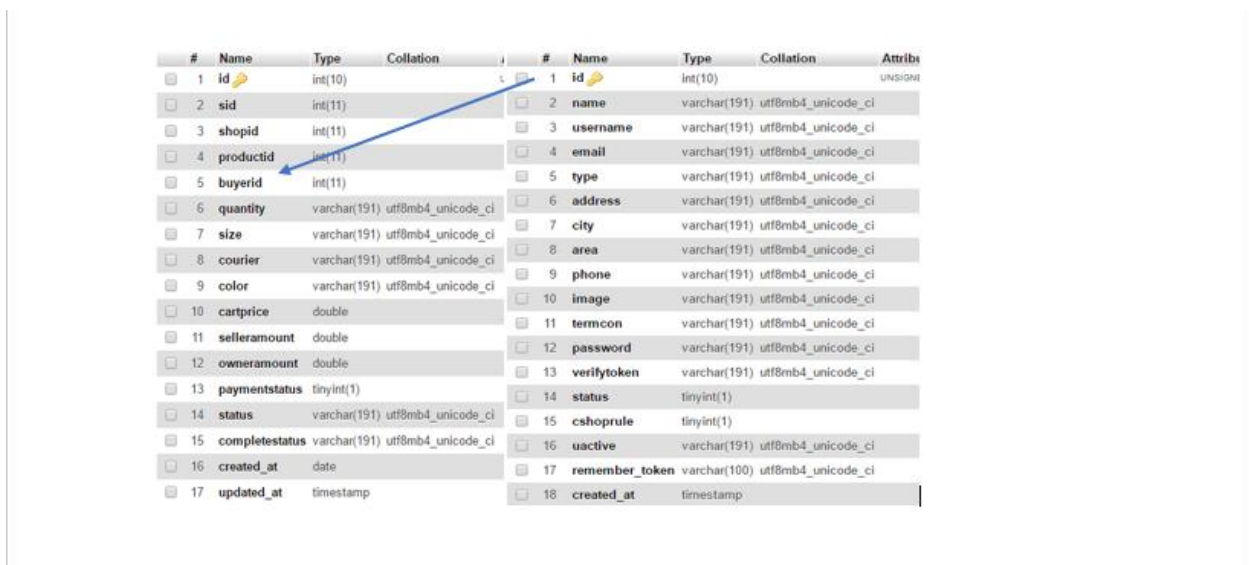 # Name Type Collation
1 id int(10)
2 sid int(11)
3 shopid int(11)
4 productid int(11)
5 buyerid int(11)
6 quantity varchar(191) utf8mb4_unicode_ci
7 size varchar(191) utf8mb4_unicode_ci
8 courier varchar(191) utf8mb4_unicode_ci
9 color varchar(191) utf8mb4_unicode_ci
10 cartprice double
11 selleramount double
12 owneramount double
13 paymentstatus tinyint(1)
14 status varchar(191) utf8mb4_unicode_ci
15 completestatus varchar(191) utf8mb4_unicode_ci
16 created_at date
17 updated_at timestamp
# Name Type Collation Attribu
1 id int(10) UNSIGNE
2 name varchar(191) utf8mb4_unicode_ci
3 username varchar(191) utf8mb4_unicode_ci
4 email varchar(191) utf8mb4_unicode_ci
5 type varchar(191) utf8mb4_unicode_ci
6 address varchar(191) utf8mb4_unicode_ci
7 city varchar(191) utf8mb4_unicode_ci
8 area varchar(191) utf8mb4_unicode_ci
9 phone varchar(191) utf8mb4_unicode_ci
10 image varchar(191) utf8mb4_unicode_ci
11 termcon varchar(191) utf8mb4_unicode_ci
12 password varchar(191) utf8mb4_unicode_ci
13 verifytoken varchar(191) utf8mb4_unicode_ci
14 status tinyint(1)
15 cshoprule tinyint(1)
16 uactive varchar(191) utf8mb4_unicode_ci
17 remember_token varchar(100) utf8mb4_unicode_ci
18 created_at timestamp